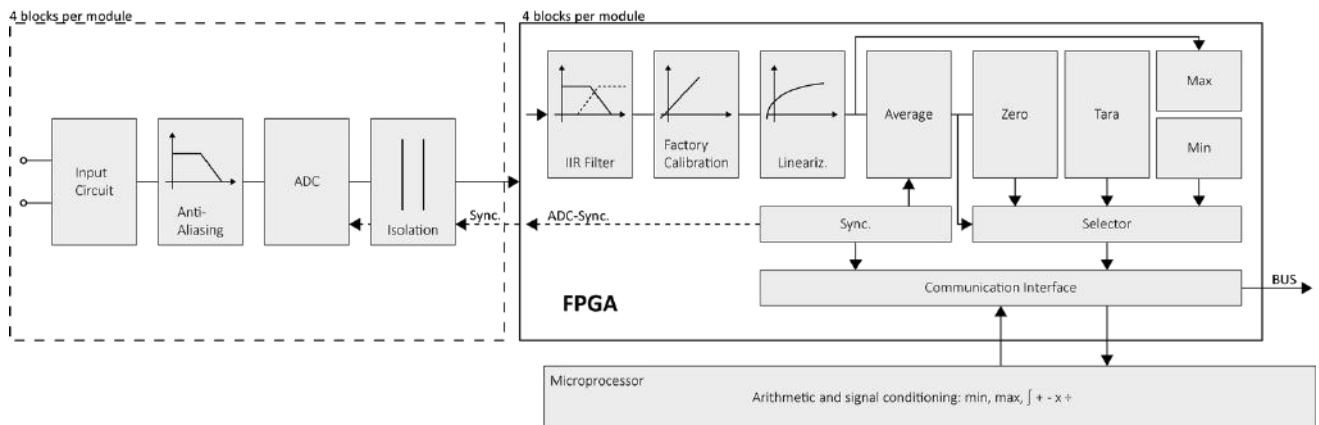 4 blocks per module
4 blocks per module
Input
Circuit
Anti-
Aliasing
ADC
Isolation
Sync.
ADC-Sync.
IIR Filter
Factory
Calibration
Lineariz.
Average
Zero
Tara
Max
Min
Sync.
Selector
Communication Interface
BUS
FPGA
Microprocessor
Arithmetic and signal conditioning: min, max, ∫ + - x ÷